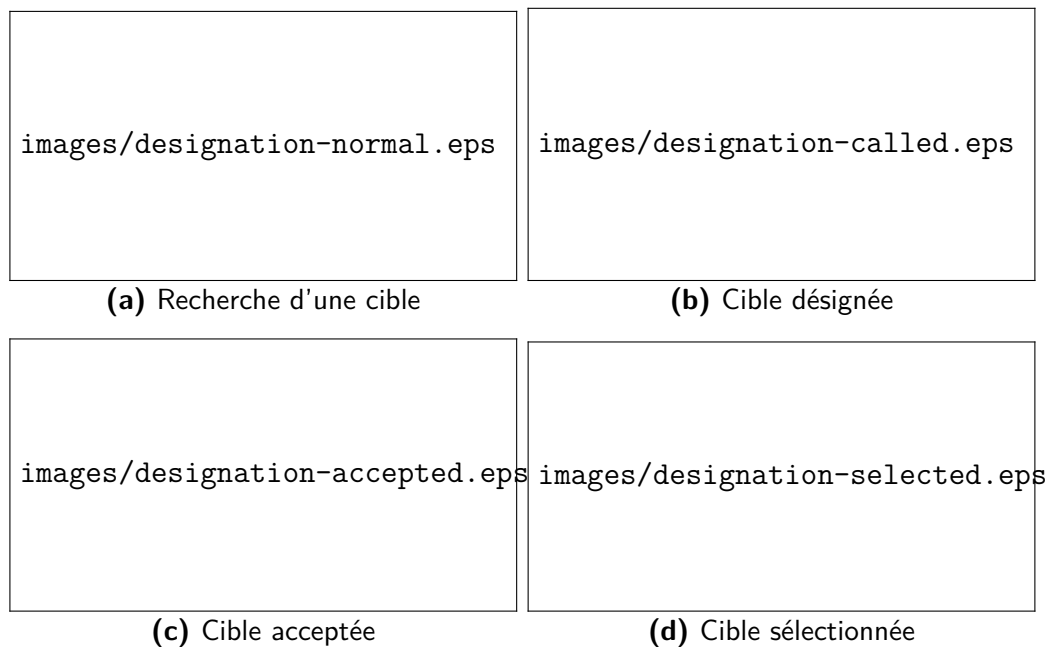 images/designation-normal.eps
images/designation-called.eps
(a) Recherche d'une cible
(b) Cible désignée
images/designation-accepted.eps
images/designation-selected.eps
(c) Cible acceptée
(d) Cible sélectionnée